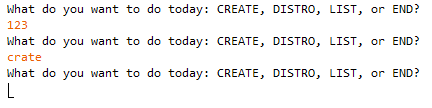 What do you want to do today: CREATE, DISTRO, LIST, or END?
123
What do you want to do today: CREATE, DISTRO, LIST, or END?
crate
What do you want to do today: CREATE, DISTRO, LIST, or END?